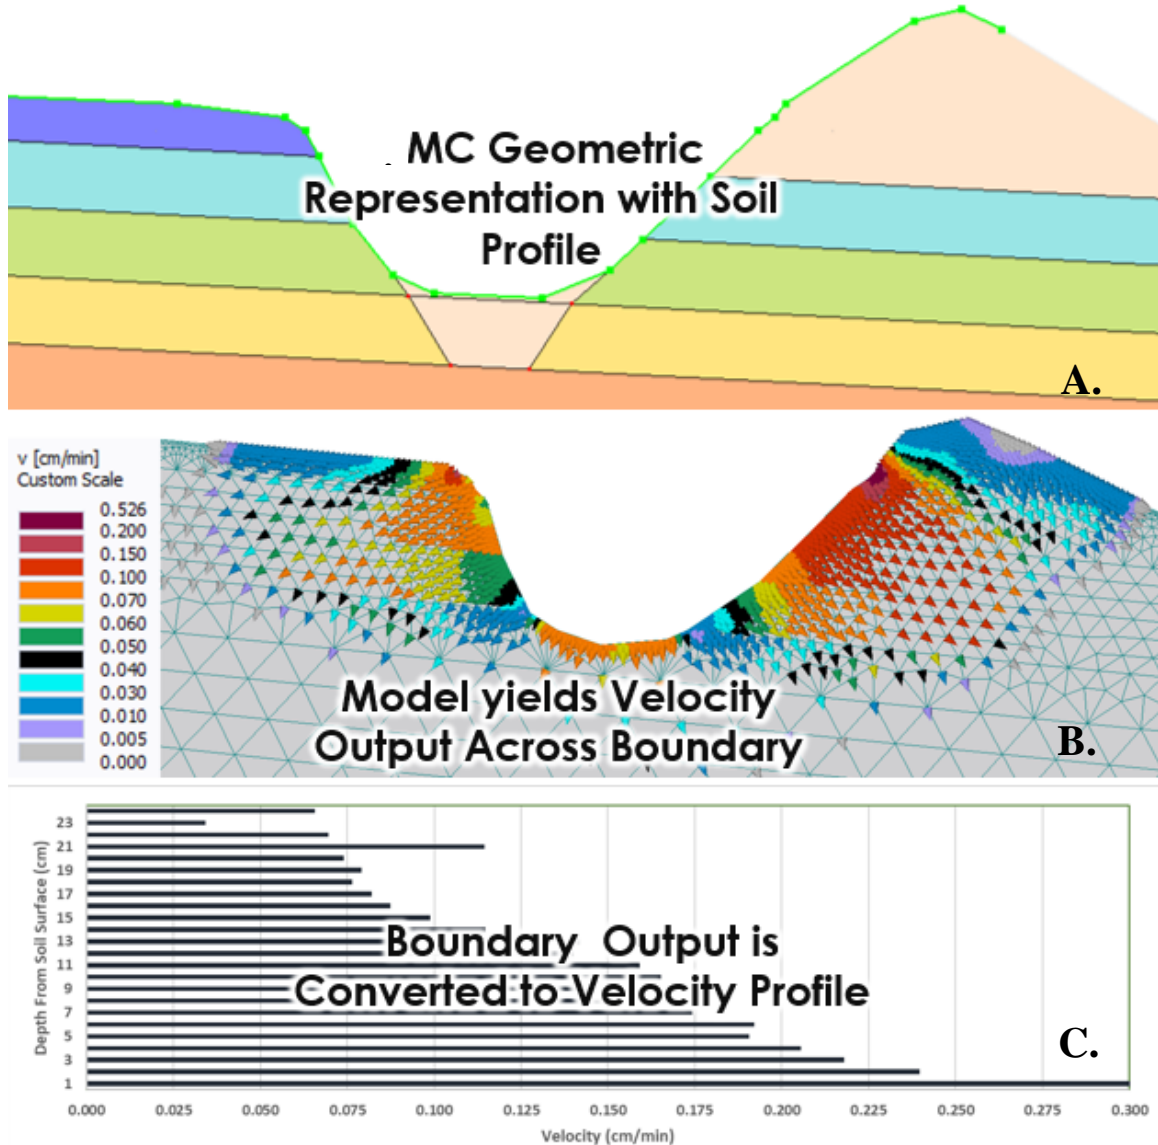 MC Geometric
Representation with Soil
Profile
A.
v [cm/min]
Custom Scale
0.526
0.200
0.150
0.100
0.070
0.060
0.050
0.040
0.030
0.010
0.005
0.000
Model yields Velocity
Output Across Boundary
B.
Depth From Soil Surface (cm)
23
21
19
17
15
13
11
9
7
5
3
1
Boundary Output is
Converted to Velocity Profile
C.
0.000 0.025 0.050 0.075 0.100 0.125 0.150 0.175 0.200 0.225 0.250 0.275 0.300
Velocity (cm/min)